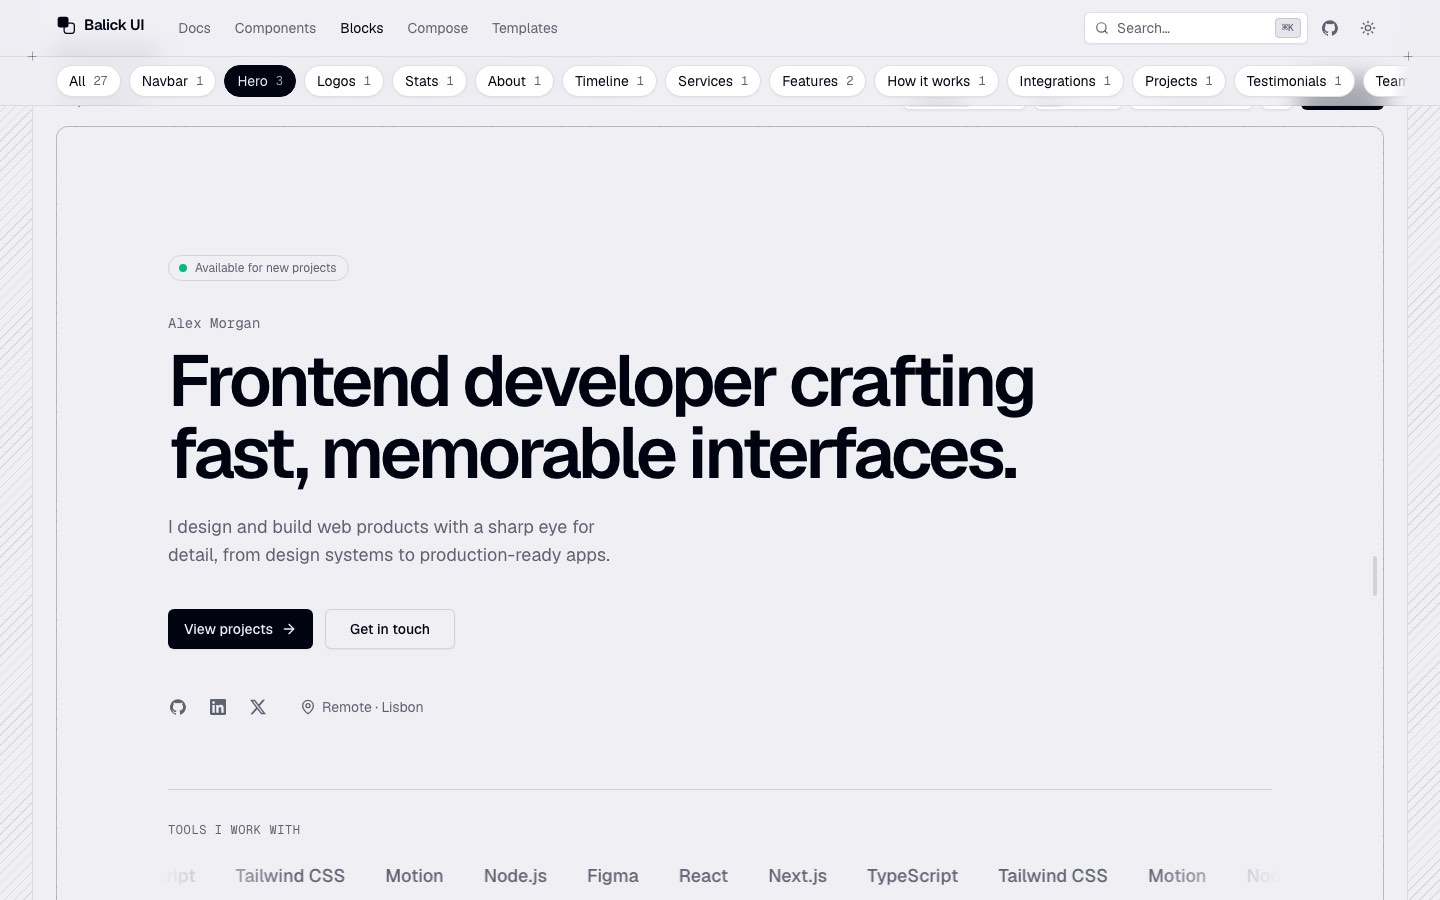 Balick UI
Docs
Components
Blocks
Compose
Templates
Search...
⌘K
All 27
Navbar 1
Hero 3
Logos 1
Stats 1
About 1
Timeline 1
Services 1
Features 2
How it works 1
Integrations 1
Projects 1
Testimonials 1
Available for new projects
Alex Morgan
Frontend developer crafting
fast, memorable interfaces.
I design and build web products with a sharp eye for
detail, from design systems to production-ready apps.
View projects
Get in touch
Remote · Lisbon
TOOLS I WORK WITH
Tailwind CSS Motion Node.js Figma React Next.js TypeScript Tailwind CSS Motion